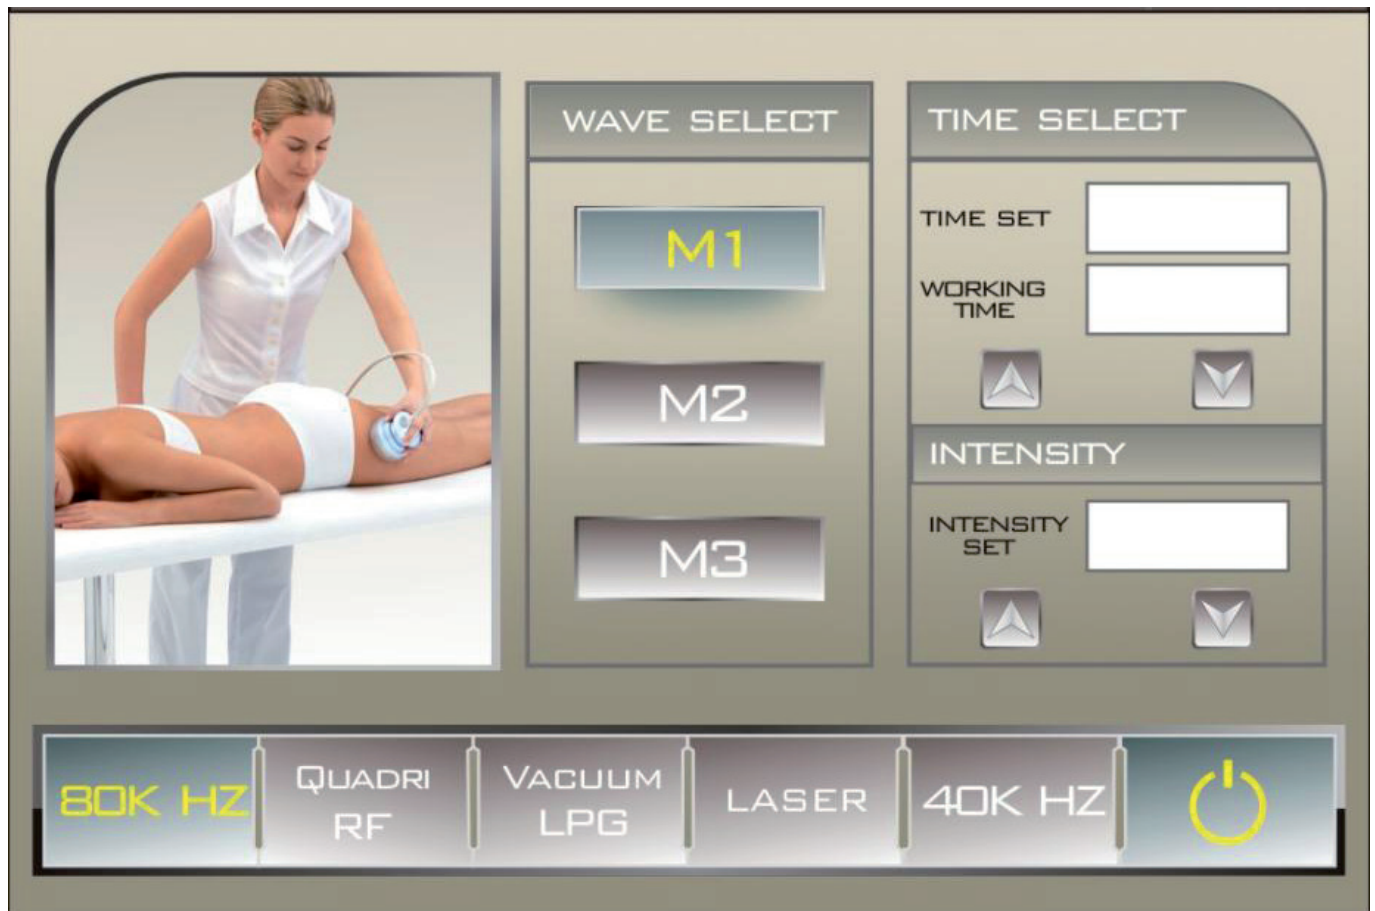 WAVE SELECT
M1
M2
M3
TIME SELECT
TIME SET
WORKING
TIME
INTENSITY
INTENSITY
SET
80K HZ
QUADRI
RF
VACUUM
LPG
LASER
40K HZ